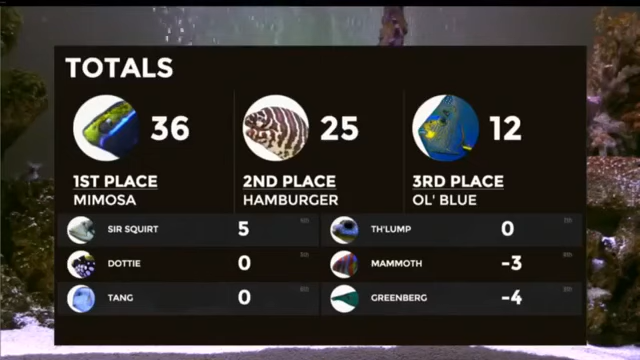 TOTALS
36
1ST PLACE
MIMOSA
25
2ND PLACE
HAMBURGER
12
3RD PLACE
OL' BLUE
SIR SQUIRT 5 4th
TH'LUMP 0
DOTTIE 0
MAMMOTH -3
TANG 0
GREENBERG -4